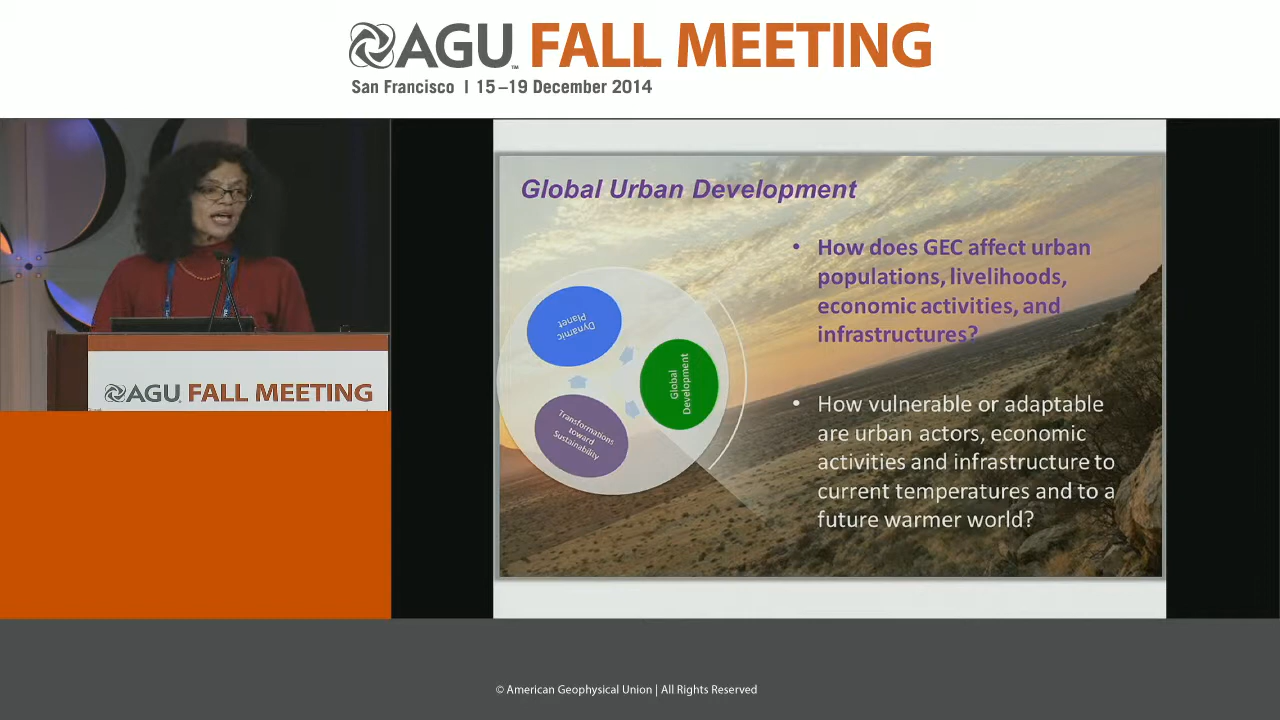 AGU™ FALL MEETING
San Francisco | 15–19 December 2014
Global Urban Development
• How does GEC affect urban
populations, livelihoods,
economic activities, and
infrastructures?
Dynamic
Planet
Global
Development
Transformations
toward
Sustainability
• How vulnerable or adaptable
are urban actors, economic
activities and infrastructure to
current temperatures and to a
future warmer world?
AGU FALL MEETING
© American Geophysical Union | All Rights Reserved